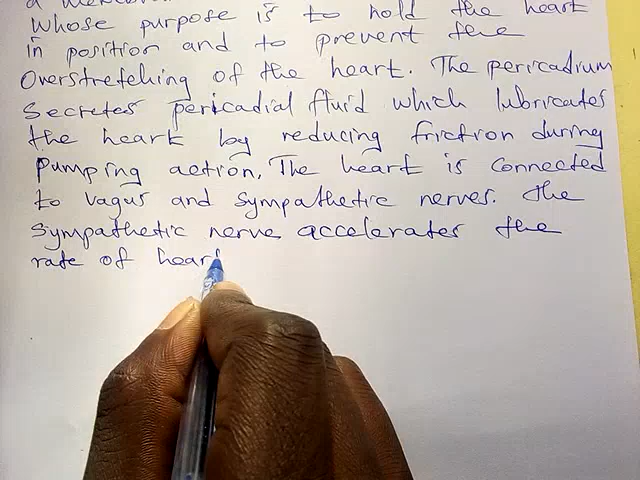 whose purpose is to hold the heart
in position and to prevent the
Overstretching of the heart. The pericadium
secretes pericadial fluid which lubricates
the heart by reducing friction during
pumping action. The heart is connected
to vagus and sympathetic nerves. The
sympathetic nerve accelerates the
rate of hear